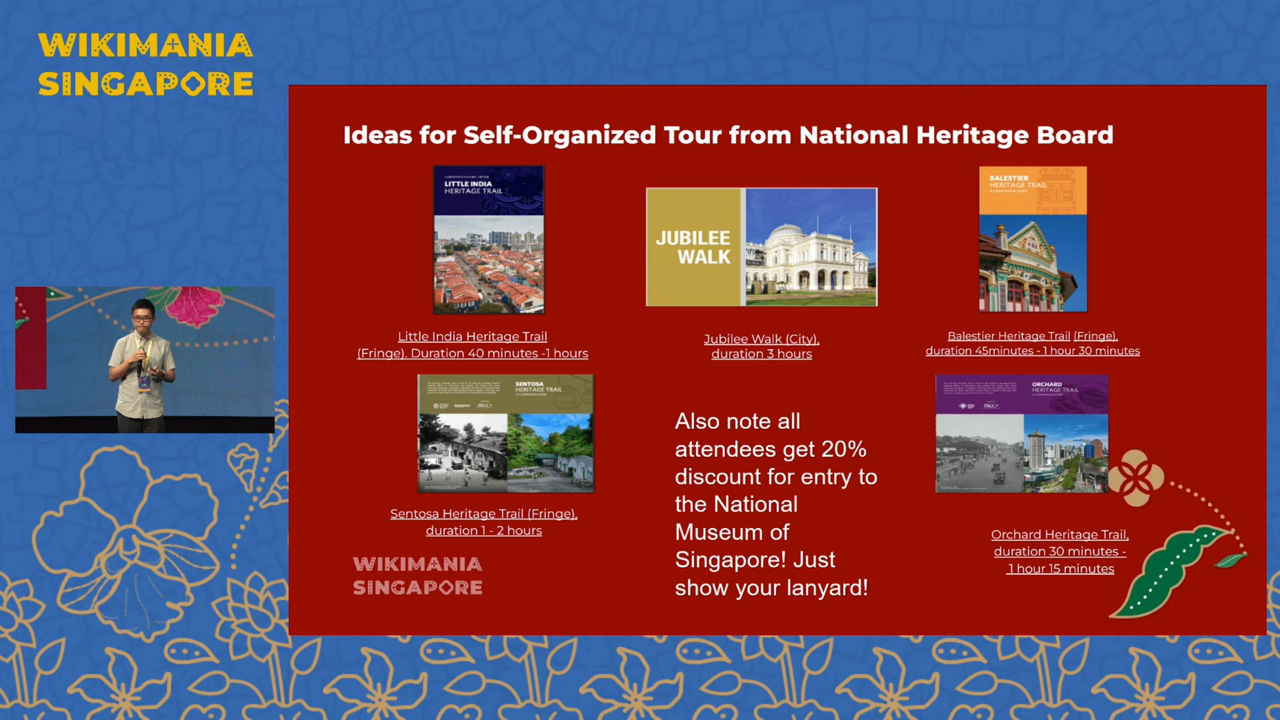 WIKIMANIA
SINGAPORE
Ideas for Self-Organized Tour from National Heritage Board
LITTLE INDIA
HERITAGE TRAIL
JUBILEE
WALK
BALESTIER
HERITAGE TRAIL
Little India Heritage Trail
(Fringe). Duration 40 minutes -1 hours
Jubilee Walk (City),
duration 3 hours
Balestier Heritage Trail (Fringe),
duration 45minutes - 1 hour 30 minutes
SENTOSA
HERITAGE TRAIL
ORCHARD
HERITAGE TRAIL
Also note all
attendees get 20%
discount for entry to
the National
Museum of
Singapore! Just
show your lanyard!
Sentosa Heritage Trail (Fringe),
duration 1 - 2 hours
Orchard Heritage Trail,
duration 30 minutes -
1 hour 15 minutes
WIKIMANIA
SINGAPORE